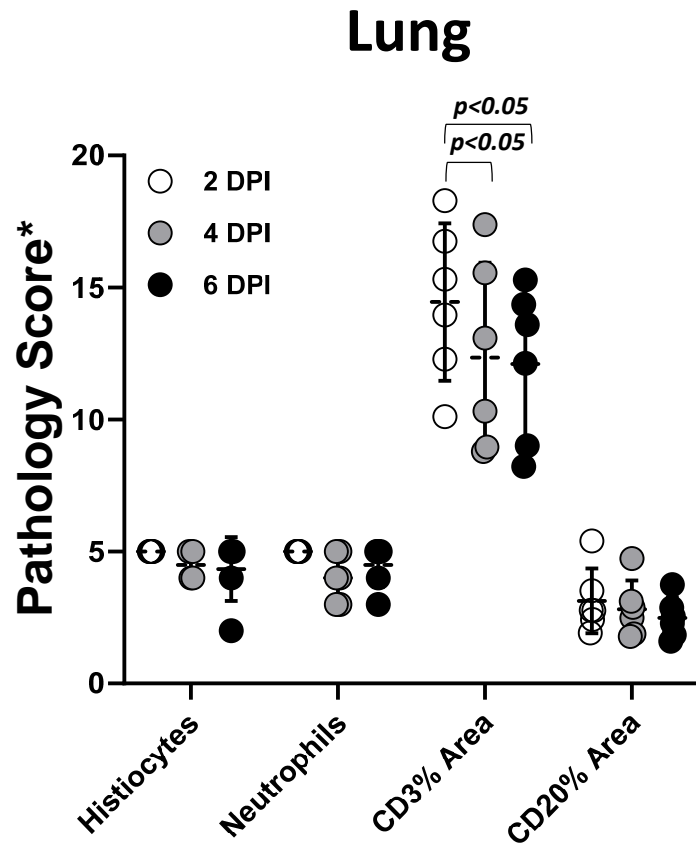 Lung
p<0.05
p<0.05
20
2 DPI
4 DPI
15
6 DPI
Pathology Score*
10
5
0
Histiocytes
Neutrophils
CD3% Area
CD20% Area